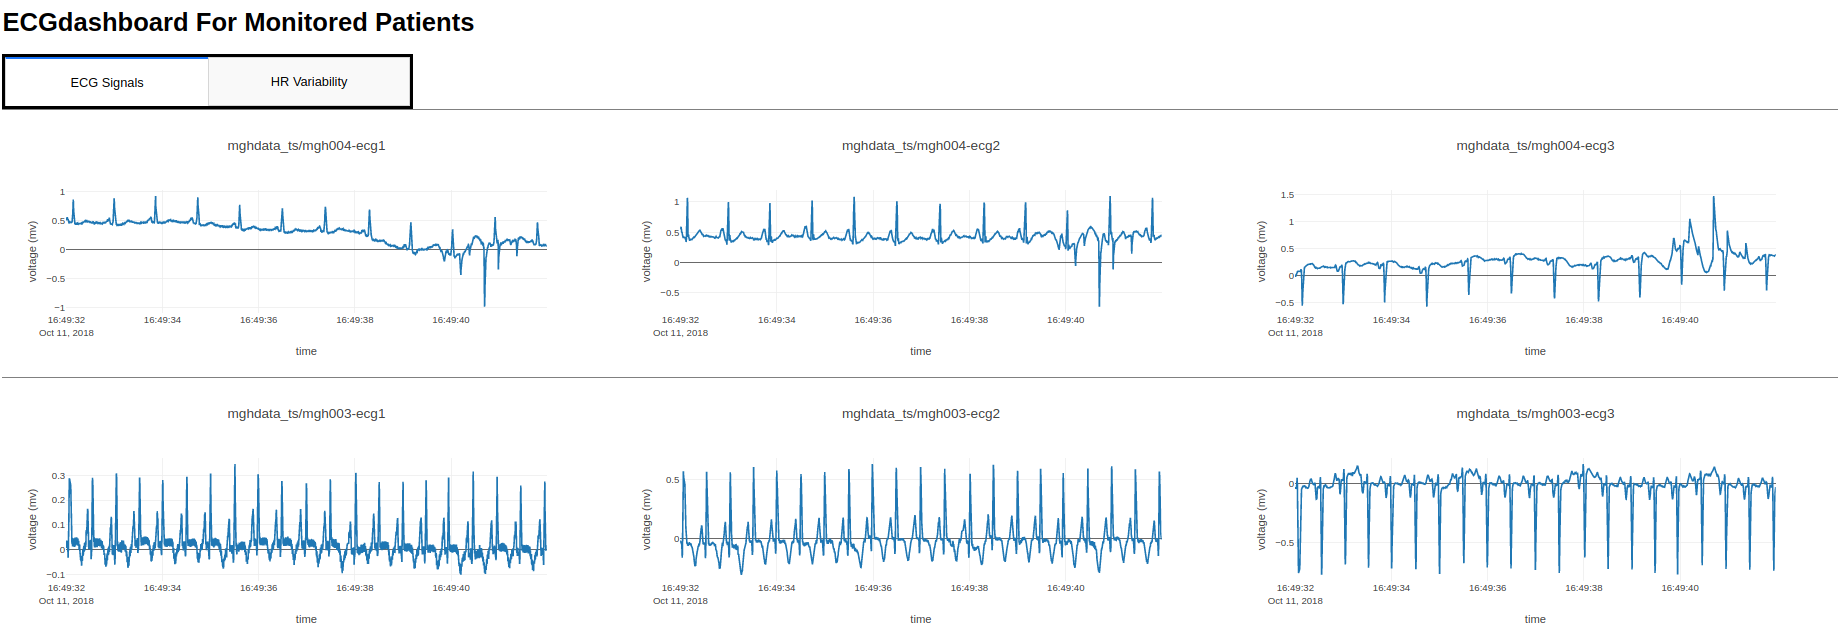 ECGdashboard For Monitored Patients
ECG Signals
HR Variability
mghdata_ts/mgh004-ecg1
voltage (mv)
1
0.5
0
−0.5
−1
16:49:32
Oct 11, 2018
16:49:34
16:49:36
16:49:38
16:49:40
time
mghdata_ts/mgh004-ecg2
voltage (mv)
1
0.5
0
−0.5
16:49:32
Oct 11, 2018
16:49:34
16:49:36
16:49:38
16:49:40
time
mghdata_ts/mgh004-ecg3
voltage (mv)
1.5
1
0.5
0
−0.5
16:49:32
Oct 11, 2018
16:49:34
16:49:36
16:49:38
16:49:40
time
mghdata_ts/mgh003-ecg1
voltage (mv)
0.3
0.2
0.1
0
−0.1
16:49:32
Oct 11, 2018
16:49:34
16:49:36
16:49:38
16:49:40
time
mghdata_ts/mgh003-ecg2
voltage (mv)
0.5
0
16:49:32
Oct 11, 2018
16:49:34
16:49:36
16:49:38
16:49:40
time
mghdata_ts/mgh003-ecg3
voltage (mv)
0
−0.5
16:49:32
Oct 11, 2018
16:49:34
16:49:36
16:49:38
16:49:40
time